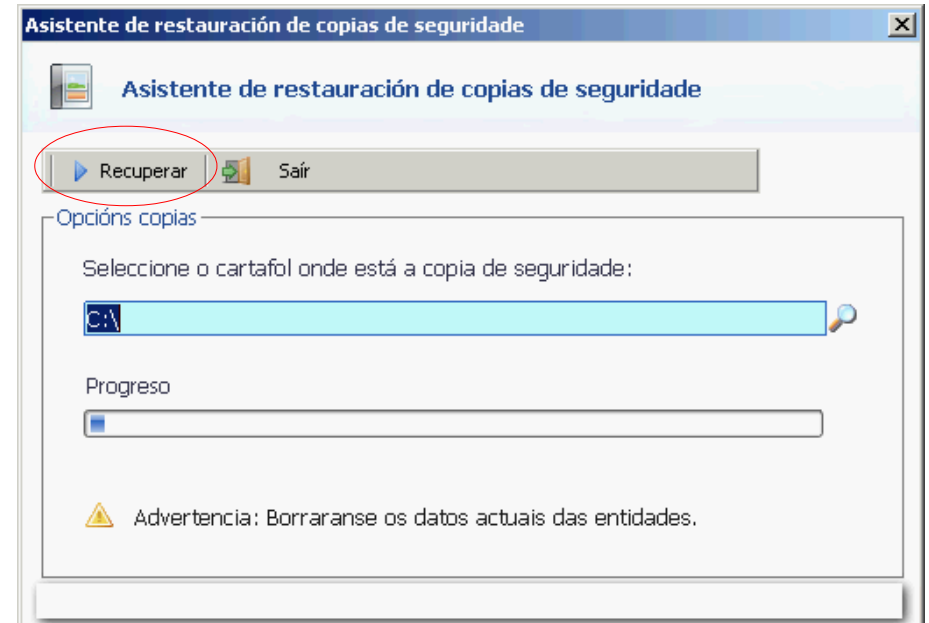 Asistente de restauración de copias de seguridade
Asistente de restauración de copias de seguridade
Recuperar Saír
Opcións copias
Seleccione o cartafol onde está a copia de seguridade:
C:\
Progreso
Advertencia: Borraranse os datos actuais das entidades.